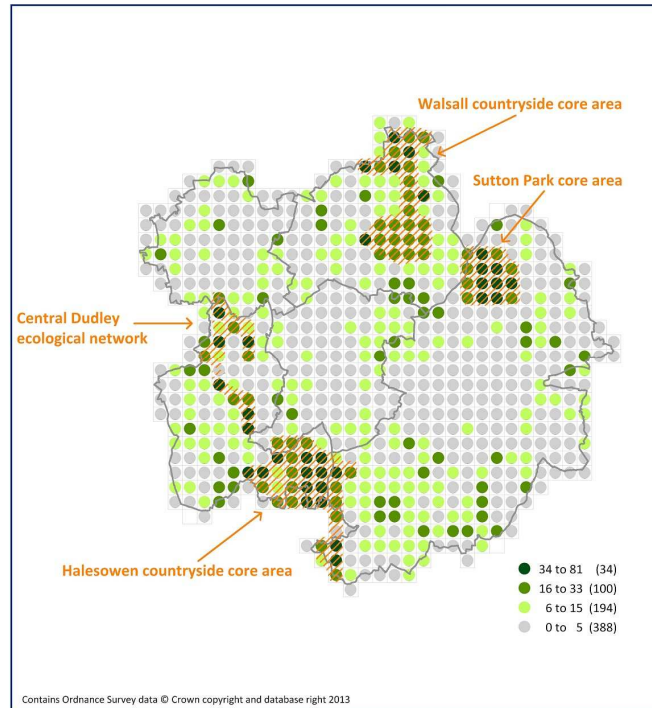 Walsall countryside core area
Sutton Park core area
Central Dudley
ecological network
Halesowen countryside core area
34 to 81 (34)
16 to 33 (100)
6 to 15 (194)
0 to 5 (388)
Contains Ordnance Survey data © Crown copyright and database right 2013